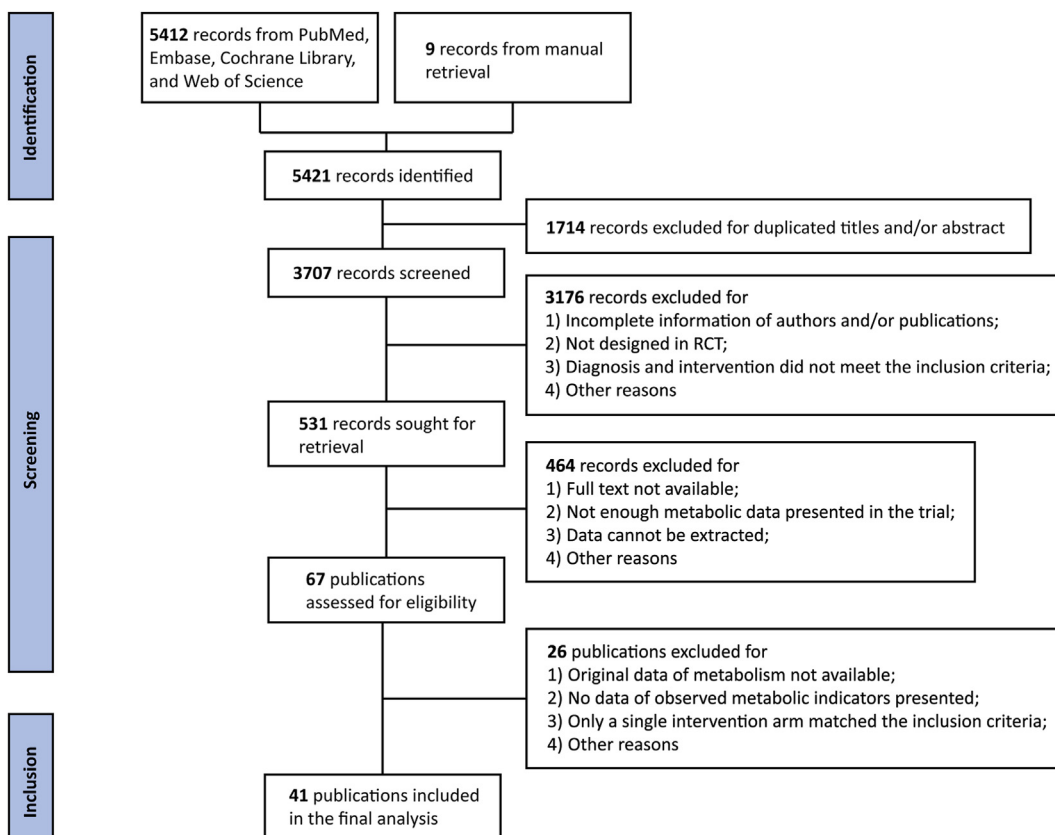 Identification
5412 records from PubMed,
Embase, Cochrane Library,
and Web of Science
9 records from manual
retrieval
5421 records identified
1714 records excluded for duplicated titles and/or abstract
Screening
3707 records screened
3176 records excluded for
1) Incomplete information of authors and/or publications;
2) Not designed in RCT;
3) Diagnosis and intervention did not meet the inclusion criteria;
4) Other reasons
531 records sought for
retrieval
464 records excluded for
1) Full text not available;
2) Not enough metabolic data presented in the trial;
3) Data cannot be extracted;
4) Other reasons
67 publications
assessed for eligibility
26 publications excluded for
1) Original data of metabolism not available;
2) No data of observed metabolic indicators presented;
3) Only a single intervention arm matched the inclusion criteria;
4) Other reasons
Inclusion
41 publications included
in the final analysis